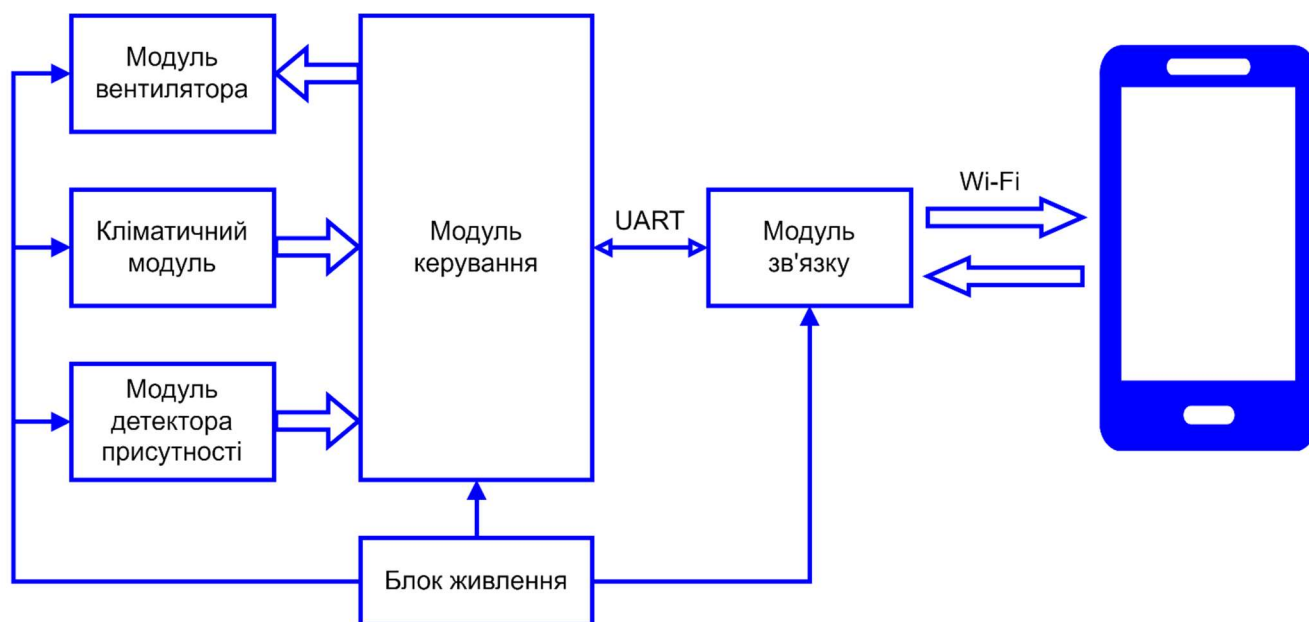 Модуль
вентилятора
Кліматичний
модуль
Модуль
детектора
присутності
Модуль
керування
UART
Модуль
зв'язку
Wi-Fi
Блок живлення